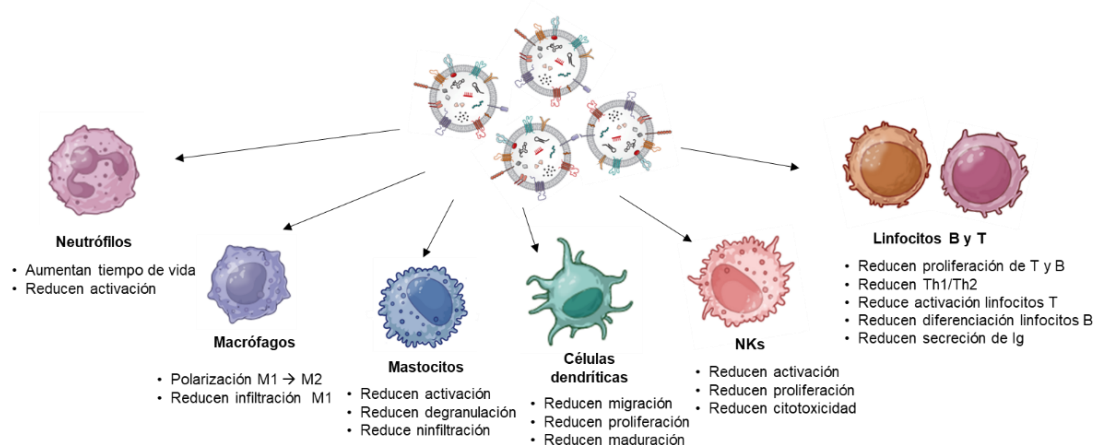 Neutrófilos
• Aumentan tiempo de vida
• Reducen activación
Macrófagos
• Polarización M1 → M2
• Reducen infiltración M1
Mastocitos
• Reducen activación
• Reducen degranulación
• Reduce ninfiltración
Células
dendríticas
• Reducen migración
• Reducen proliferación
• Reducen maduración
NKs
• Reducen activación
• Reducen proliferación
• Reducen citotoxicidad
Linfocitos B y T
• Reducen proliferación de T y B
• Reducen Th1/Th2
• Reduce activación linfocitos T
• Reducen diferenciación linfocitos B
• Reducen secreción de Ig